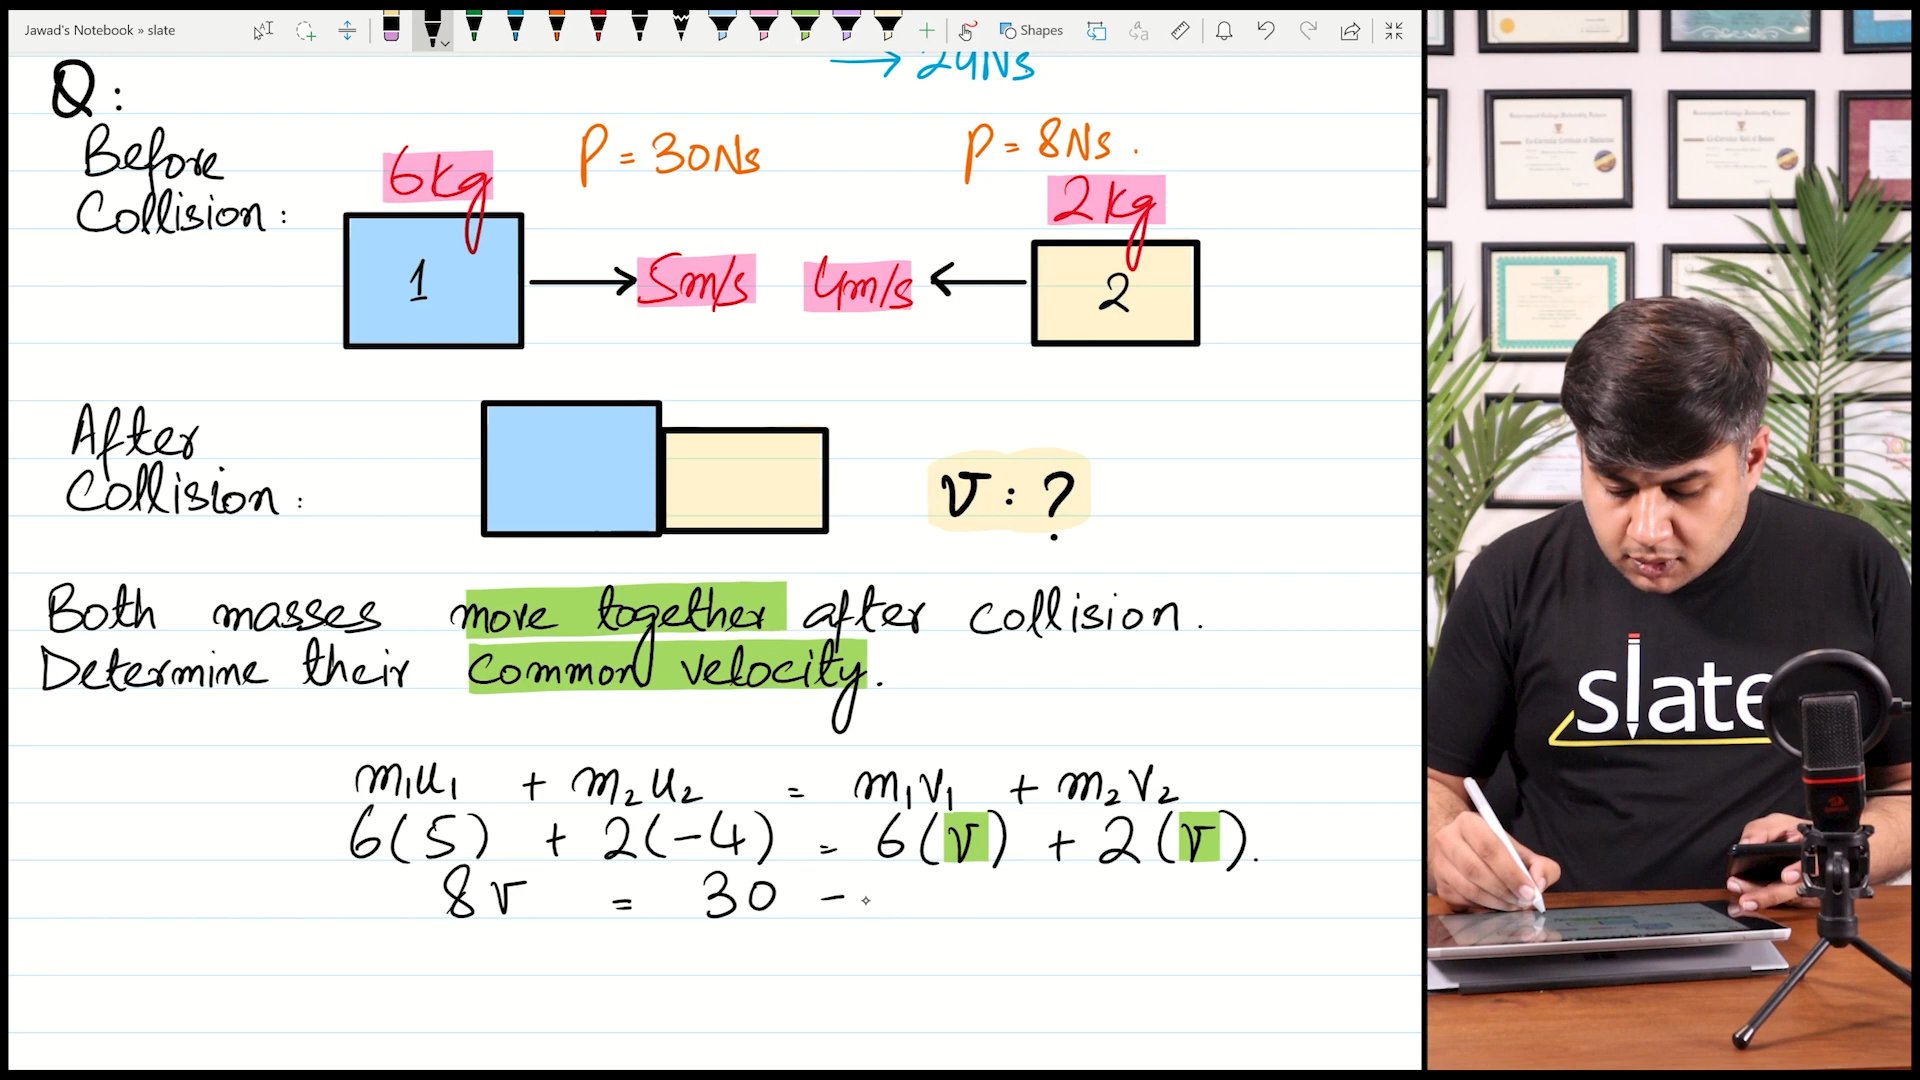 Jawad's Notebook » slate
Shapes
→ 24Ns
Q:
Before Collision:
6kg
P = 30Ns
P = 8Ns.
2kg
1
5m/s
4m/s
2
After Collision:
v : ?
Both masses move together after collision.
Determine their common velocity.
m₁u₁ + m₂u₂ = m₁v₁ + m₂v₂
6(5) + 2(-4) = 6(v) + 2(v).
8v = 30 -
slate